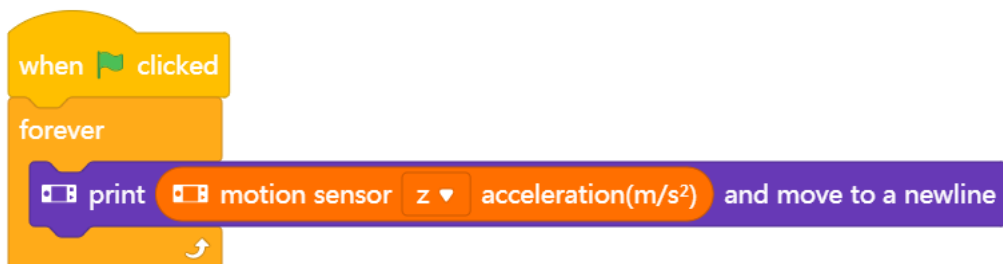 when clicked
forever
print motion sensor z acceleration(m/s²) and move to a newline